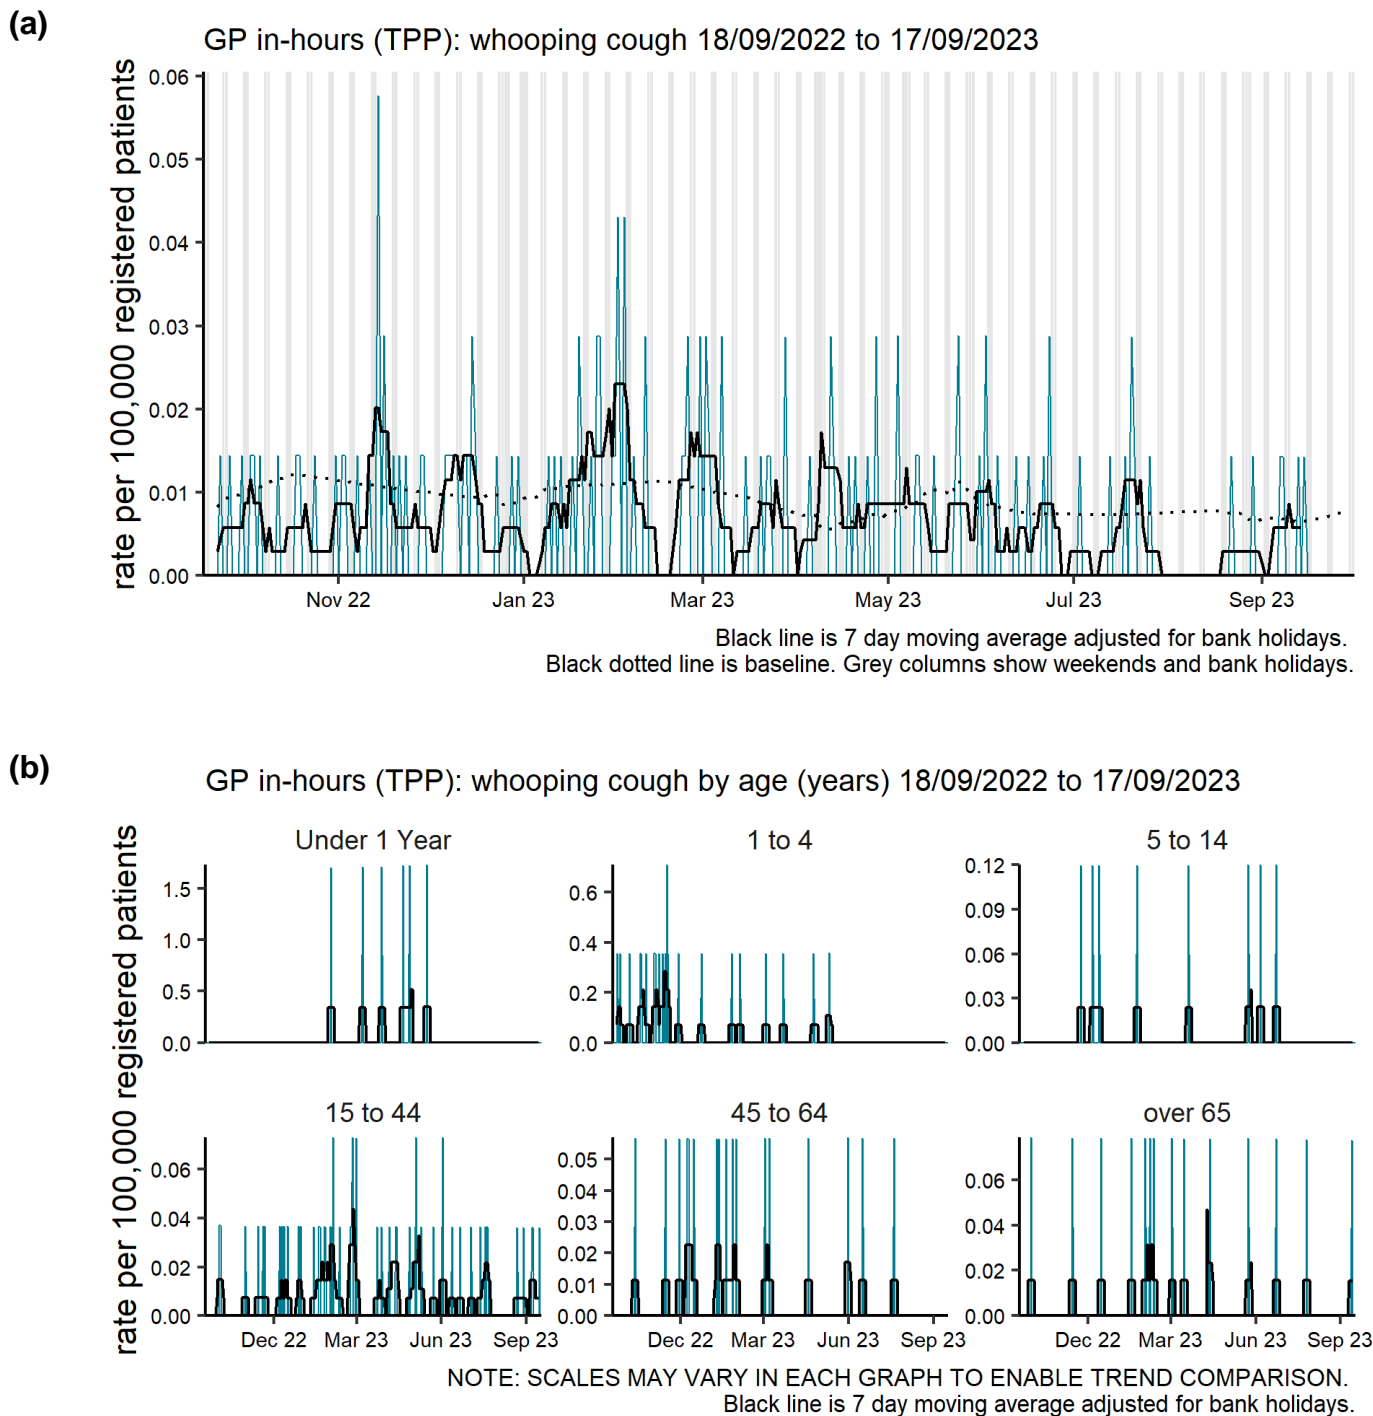 (a)
GP in-hours (TPP): whooping cough 18/09/2022 to 17/09/2023
rate per 100,000 registered patients
0.06
0.05
0.04
0.03
0.02
0.01
0.00
Nov 22 Jan 23 Mar 23 May 23 Jul 23 Sep 23
Black line is 7 day moving average adjusted for bank holidays.
Black dotted line is baseline. Grey columns show weekends and bank holidays.
(b)
GP in-hours (TPP): whooping cough by age (years) 18/09/2022 to 17/09/2023
rate per 100,000 registered patients
Under 1 Year
1.5
1.0
0.5
0.0
1 to 4
0.6
0.4
0.2
0.0
5 to 14
0.12
0.09
0.06
0.03
0.00
15 to 44
0.06
0.04
0.02
0.00
Dec 22 Mar 23 Jun 23 Sep 23
45 to 64
0.05
0.04
0.03
0.02
0.01
0.00
Dec 22 Mar 23 Jun 23 Sep 23
over 65
0.06
0.04
0.02
0.00
Dec 22 Mar 23 Jun 23 Sep 23
NOTE: SCALES MAY VARY IN EACH GRAPH TO ENABLE TREND COMPARISON.
Black line is 7 day moving average adjusted for bank holidays.